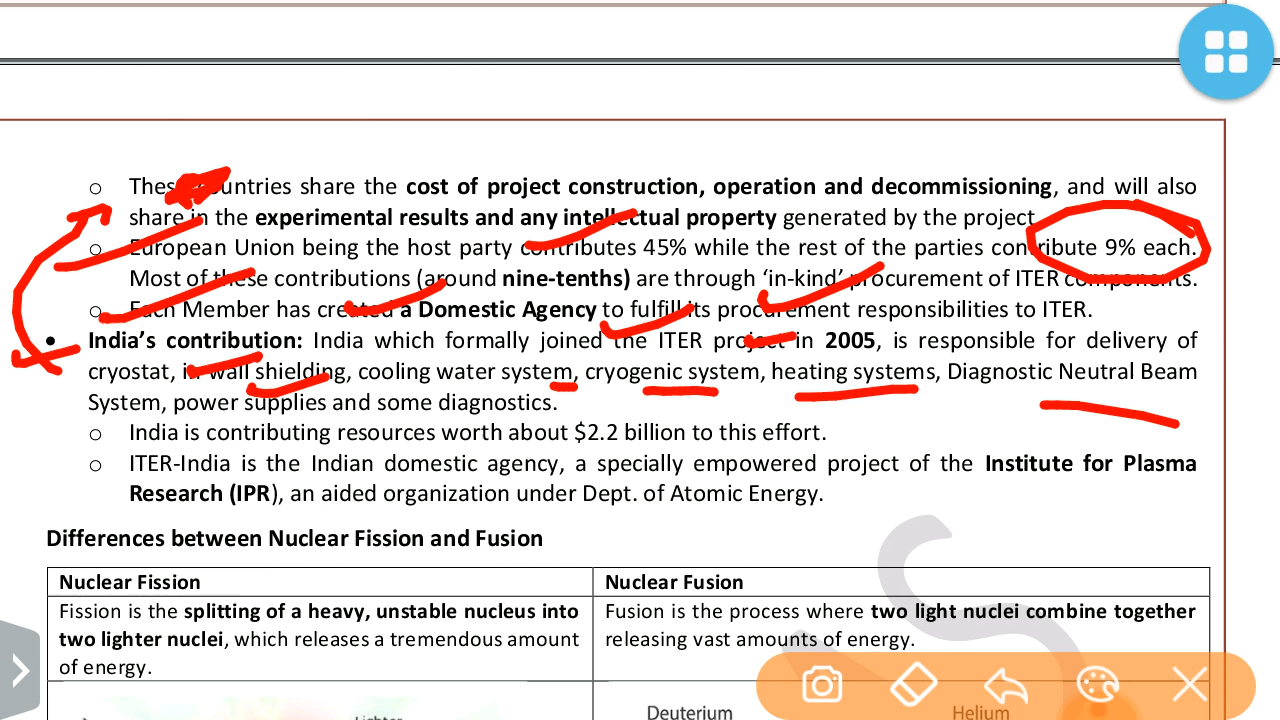 ○ These countries share the cost of project construction, operation and decommissioning, and will also
share in the experimental results and any intellectual property generated by the project.
○ European Union being the host party contributes 45% while the rest of the parties contribute 9% each.
Most of these contributions (around nine-tenths) are through ‘in-kind’ procurement of ITER components.
○ Each Member has created a Domestic Agency to fulfill its procurement responsibilities to ITER.
• India’s contribution: India which formally joined the ITER project in 2005, is responsible for delivery of
cryostat, in-wall shielding, cooling water system, cryogenic system, heating systems, Diagnostic Neutral Beam
System, power supplies and some diagnostics.
○ India is contributing resources worth about $2.2 billion to this effort.
○ ITER-India is the Indian domestic agency, a specially empowered project of the Institute for Plasma
Research (IPR), an aided organization under Dept. of Atomic Energy.
Differences between Nuclear Fission and Fusion
Nuclear Fission
Nuclear Fusion
Fission is the splitting of a heavy, unstable nucleus into
two lighter nuclei, which releases a tremendous amount
of energy.
Fusion is the process where two light nuclei combine together
releasing vast amounts of energy.
Lighter
Deuterium
Helium